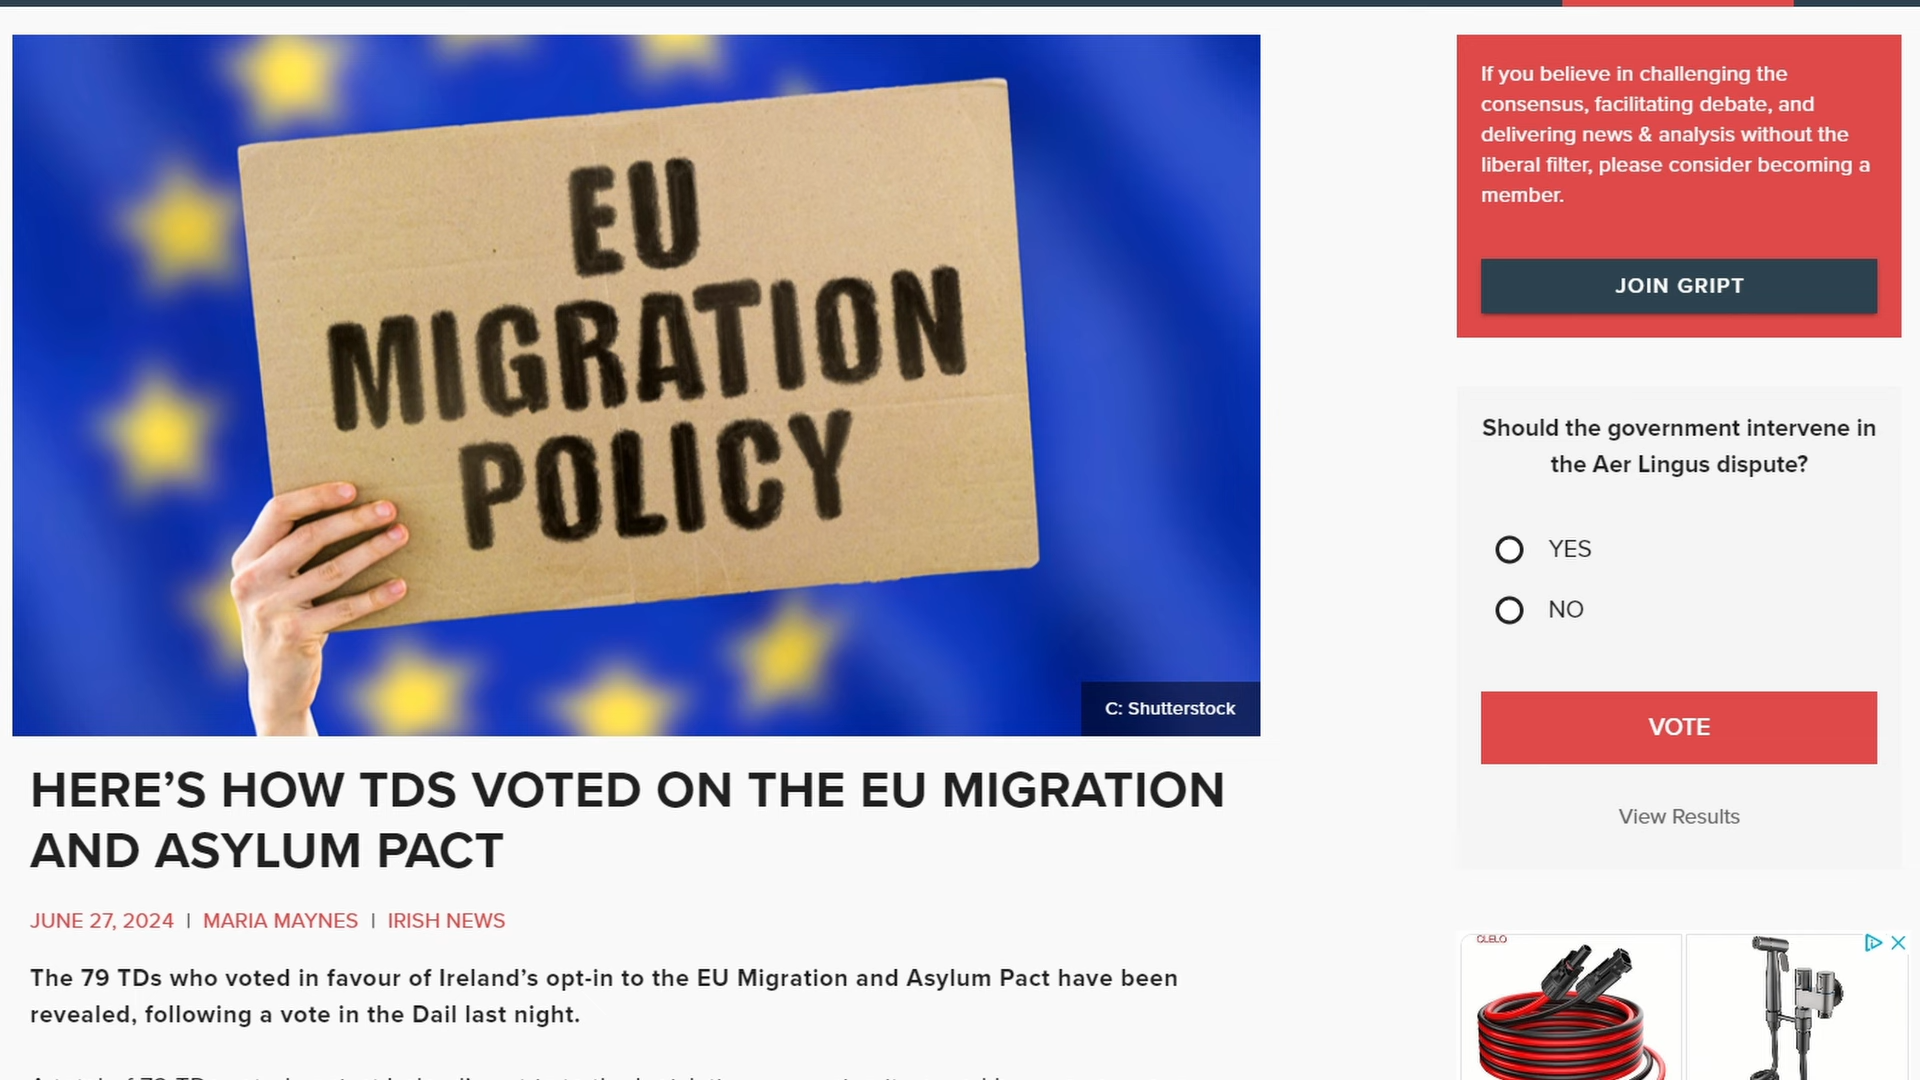 EU
MIGRATION
POLICY
C: Shutterstock
HERE’S HOW TDS VOTED ON THE EU MIGRATION
AND ASYLUM PACT
JUNE 27, 2024 | MARIA MAYNES | IRISH NEWS
The 79 TDs who voted in favour of Ireland’s opt-in to the EU Migration and Asylum Pact have been
revealed, following a vote in the Dail last night.
If you believe in challenging the
consensus, facilitating debate, and
delivering news & analysis without the
liberal filter, please consider becoming a
member.
JOIN GRIPT
Should the government intervene in
the Aer Lingus dispute?
YES
NO
VOTE
View Results